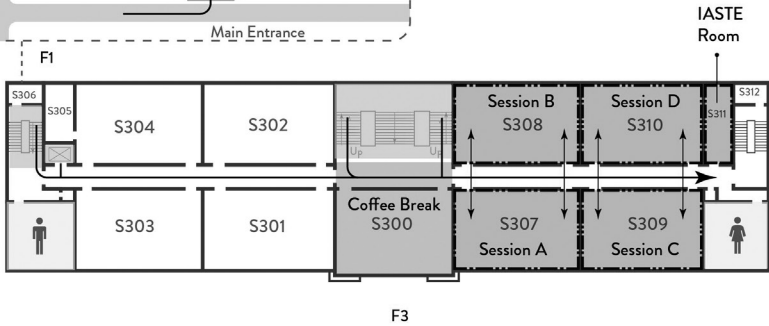 Main Entrance
IASTE
Room
F1
S306
S305
S304
S302
Up
Up
Session B
S308
Session D
S310
S311
S312
S303
S301
Coffee Break
S300
S307
Session A
S309
Session C
F3